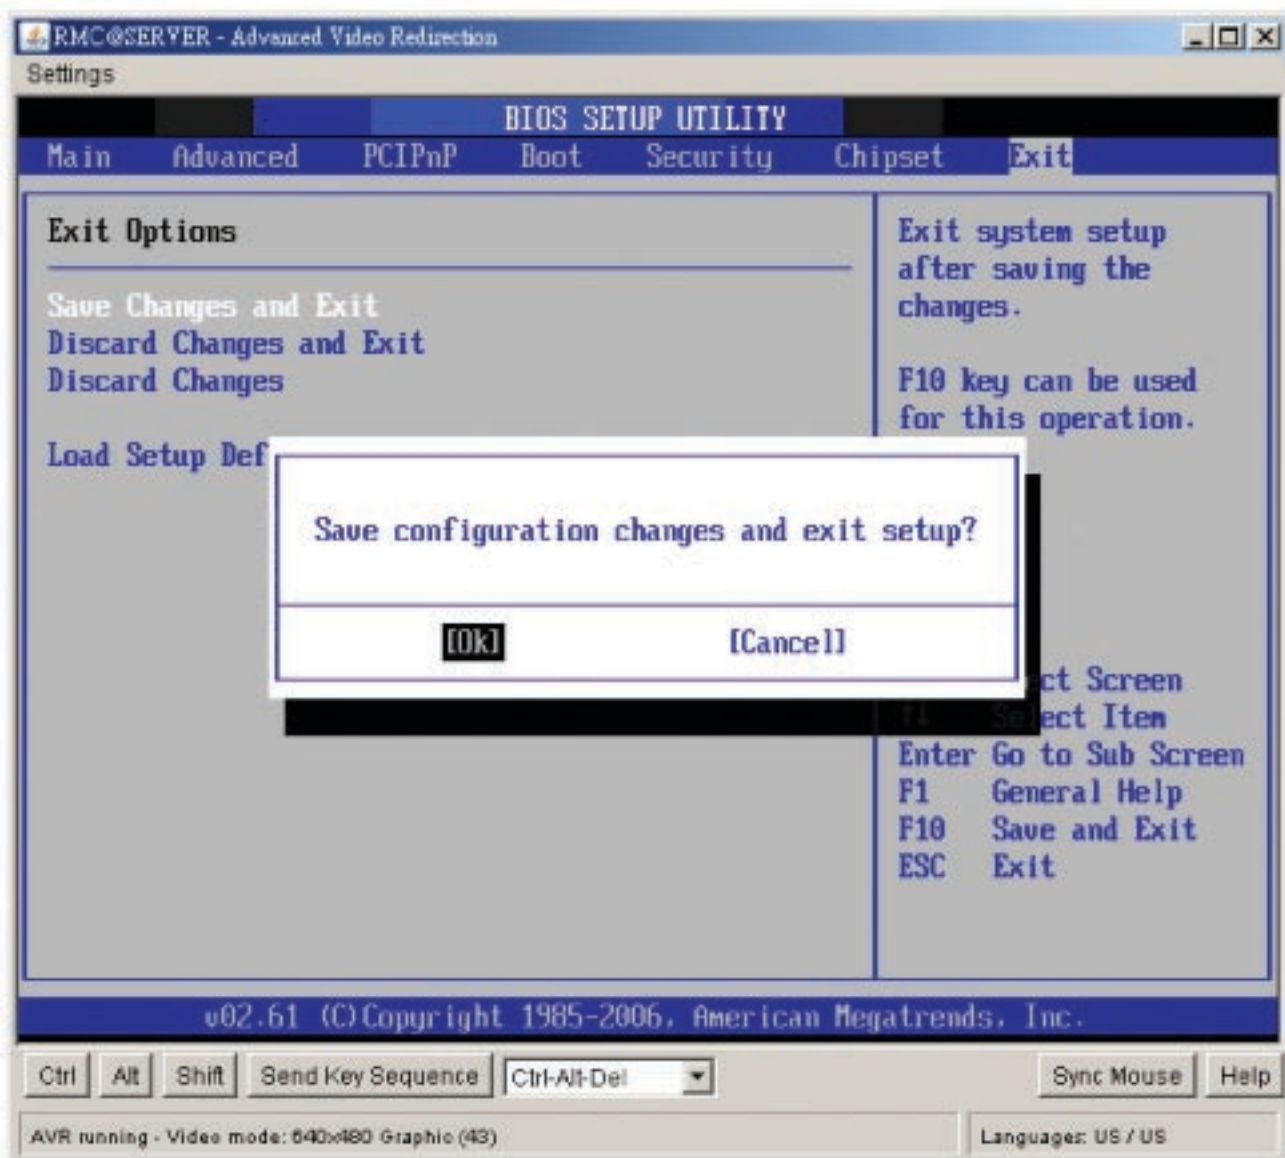 RMC@SERVER - Advanced Video Redirection
Settings
BIOS SETUP UTILITY
Main Advanced PCIPnP Boot Security Chipset Exit
Exit Options
Save Changes and Exit
Discard Changes and Exit
Discard Changes
Load Setup Def
Exit system setup
after saving the
changes.
F10 key can be used
for this operation.
Save configuration changes and exit setup?
[Ok] [Cancel]
ct Screen
↑↓ Select Item
Enter Go to Sub Screen
F1 General Help
F10 Save and Exit
ESC Exit
v02.61 (C)Copyright 1985-2006, American Megatrends, Inc.
Ctrl Alt Shift Send Key Sequence Ctrl-Alt-Del Sync Mouse Help
AVR running - Video mode: 640x480 Graphic (43) Languages: US / US